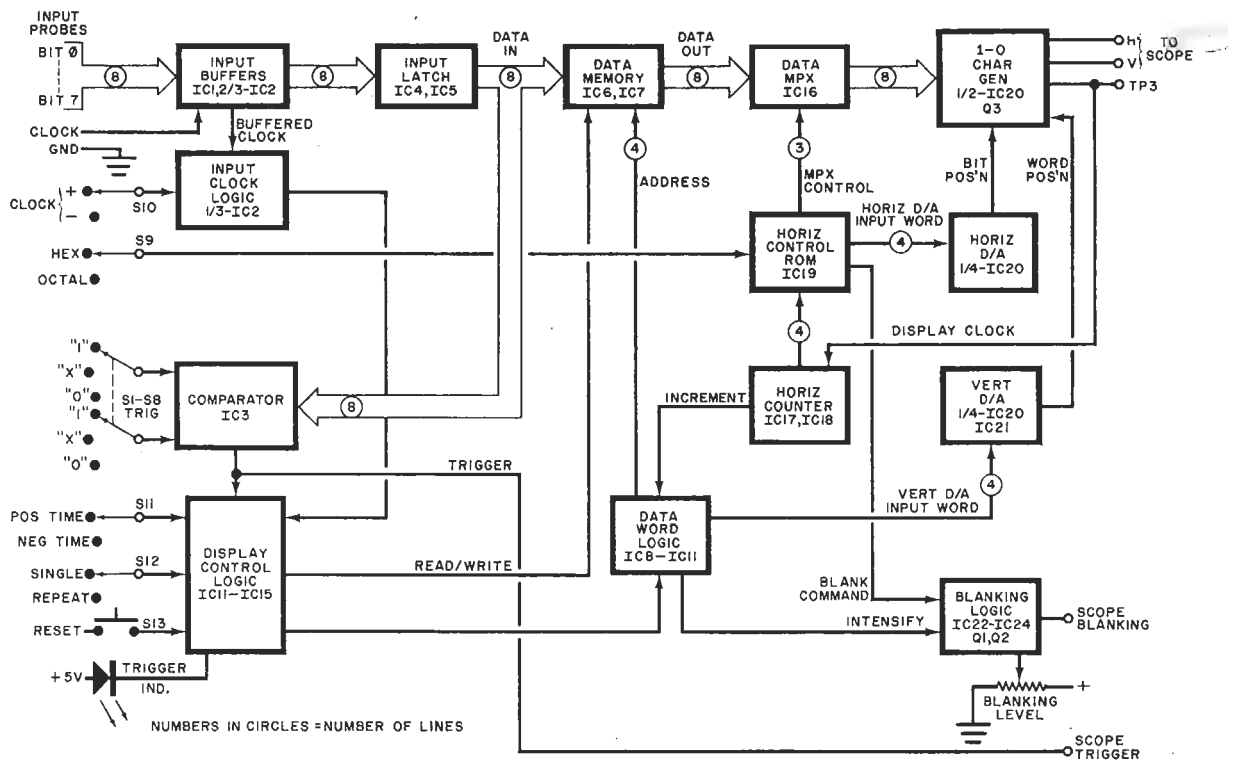 INPUT
PROBES
BIT 0
BIT 7
8
INPUT
BUFFERS
IC1,2/3-IC2
8
INPUT
LATCH
IC4,IC5
DATA
IN
8
DATA
MEMORY
IC6,IC7
DATA
OUT
8
DATA
MPX
IC16
8
1-0
CHAR
GEN
1/2-IC20
Q3
h
V
TO
SCOPE
TP3
CLOCK
GND
BUFFERED
CLOCK
INPUT
CLOCK
LOGIC
1/3-IC2
CLOCK
+
-
S10
HEX
S9
OCTAL
4
ADDRESS
3
MPX
CONTROL
BIT
POS'N
WORD
POS'N
HORIZ
CONTROL
ROM
IC19
HORIZ D/A
INPUT WORD
4
HORIZ
D/A
1/4-IC20
4
DISPLAY CLOCK
"1"
"X"
"0"
"1"
"X"
"0"
S1-S8
TRIG
COMPARATOR
IC3
8
INCREMENT
HORIZ
COUNTER
IC17,IC18
VERT
D/A
1/4-IC20
IC21
4
TRIGGER
VERT D/A
INPUT WORD
POS TIME
S11
NEG TIME
SINGLE
S12
REPEAT
RESET
S13
DISPLAY
CONTROL
LOGIC
IC11-IC15
READ/WRITE
DATA
WORD
LOGIC
IC8-IC11
BLANK
COMMAND
INTENSIFY
BLANKING
LOGIC
IC22-IC24
Q1,Q2
SCOPE
BLANKING
+5V
TRIGGER
IND.
+
BLANKING
LEVEL
NUMBERS IN CIRCLES = NUMBER OF LINES
SCOPE
TRIGGER